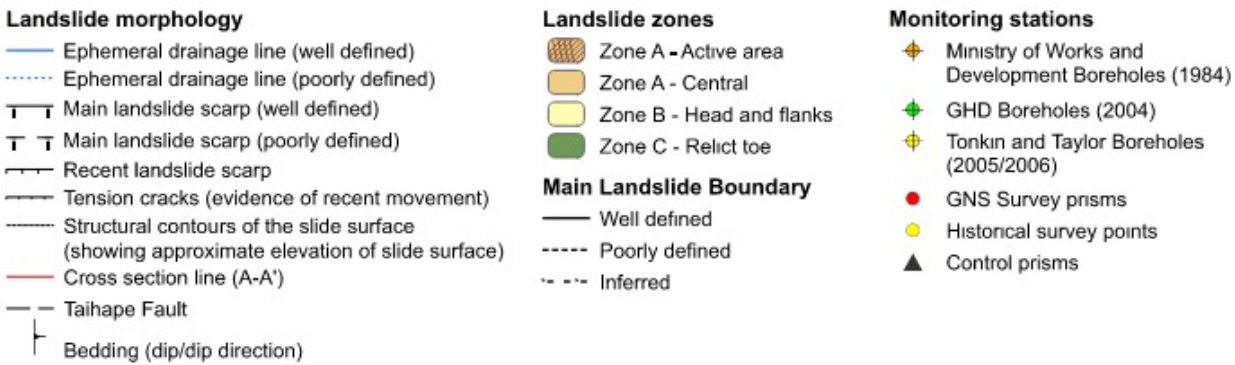 Landslide morphology
Ephemeral drainage line (well defined)
Ephemeral drainage line (poorly defined)
Main landslide scarp (well defined)
Main landslide scarp (poorly defined)
Recent landslide scarp
Tension cracks (evidence of recent movement)
Structural contours of the slide surface
(showing approximate elevation of slide surface)
Cross section line (A-A')
Taihape Fault
Bedding (dip/dip direction)
Landslide zones
Zone A - Active area
Zone A - Central
Zone B - Head and flanks
Zone C - Relict toe
Main Landslide Boundary
Well defined
Poorly defined
Inferred
Monitoring stations
Ministry of Works and
Development Boreholes (1984)
GHD Boreholes (2004)
Tonkin and Taylor Boreholes
(2005/2006)
GNS Survey prisms
Historical survey points
Control prisms